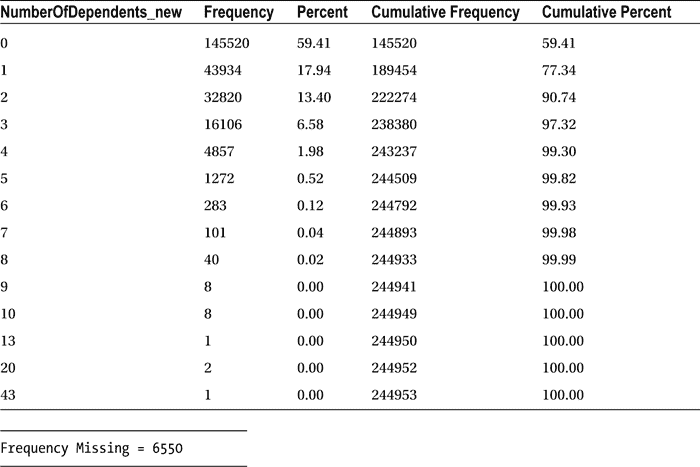 NumberOfDependents_new Frequency Percent Cumulative Frequency Cumulative Percent
0 145520 59.41 145520 59.41
1 43934 17.94 189454 77.34
2 32820 13.40 222274 90.74
3 16106 6.58 238380 97.32
4 4857 1.98 243237 99.30
5 1272 0.52 244509 99.82
6 283 0.12 244792 99.93
7 101 0.04 244893 99.98
8 40 0.02 244933 99.99
9 8 0.00 244941 100.00
10 8 0.00 244949 100.00
13 1 0.00 244950 100.00
20 2 0.00 244952 100.00
43 1 0.00 244953 100.00
Frequency Missing = 6550